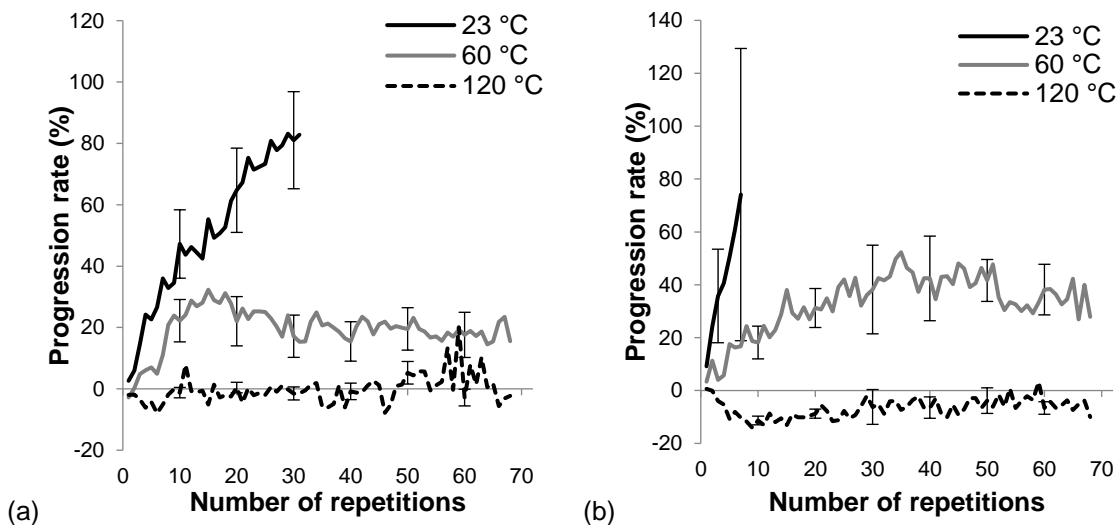 120
100
80
60
40
20
0
-20
0 10 20 30 40 50 60 70
Progression rate (%)
Number of repetitions
23 °C
60 °C
120 °C
(a)
140
120
100
80
60
40
20
0
-20
0 10 20 30 40 50 60 70
Progression rate (%)
Number of repetitions
23 °C
60 °C
120 °C
(b)